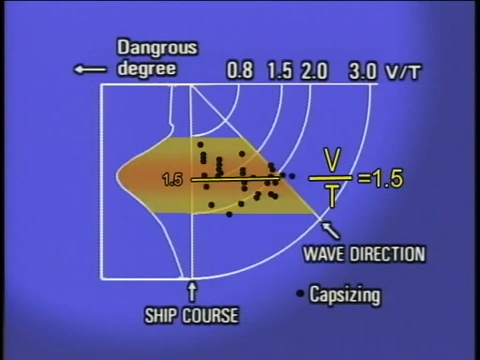 Dangrous
degree
0.8 1.5 2.0 3.0 V/T
1.5
V
T
=1.5
WAVE DIRECTION
Capsizing
SHIP COURSE